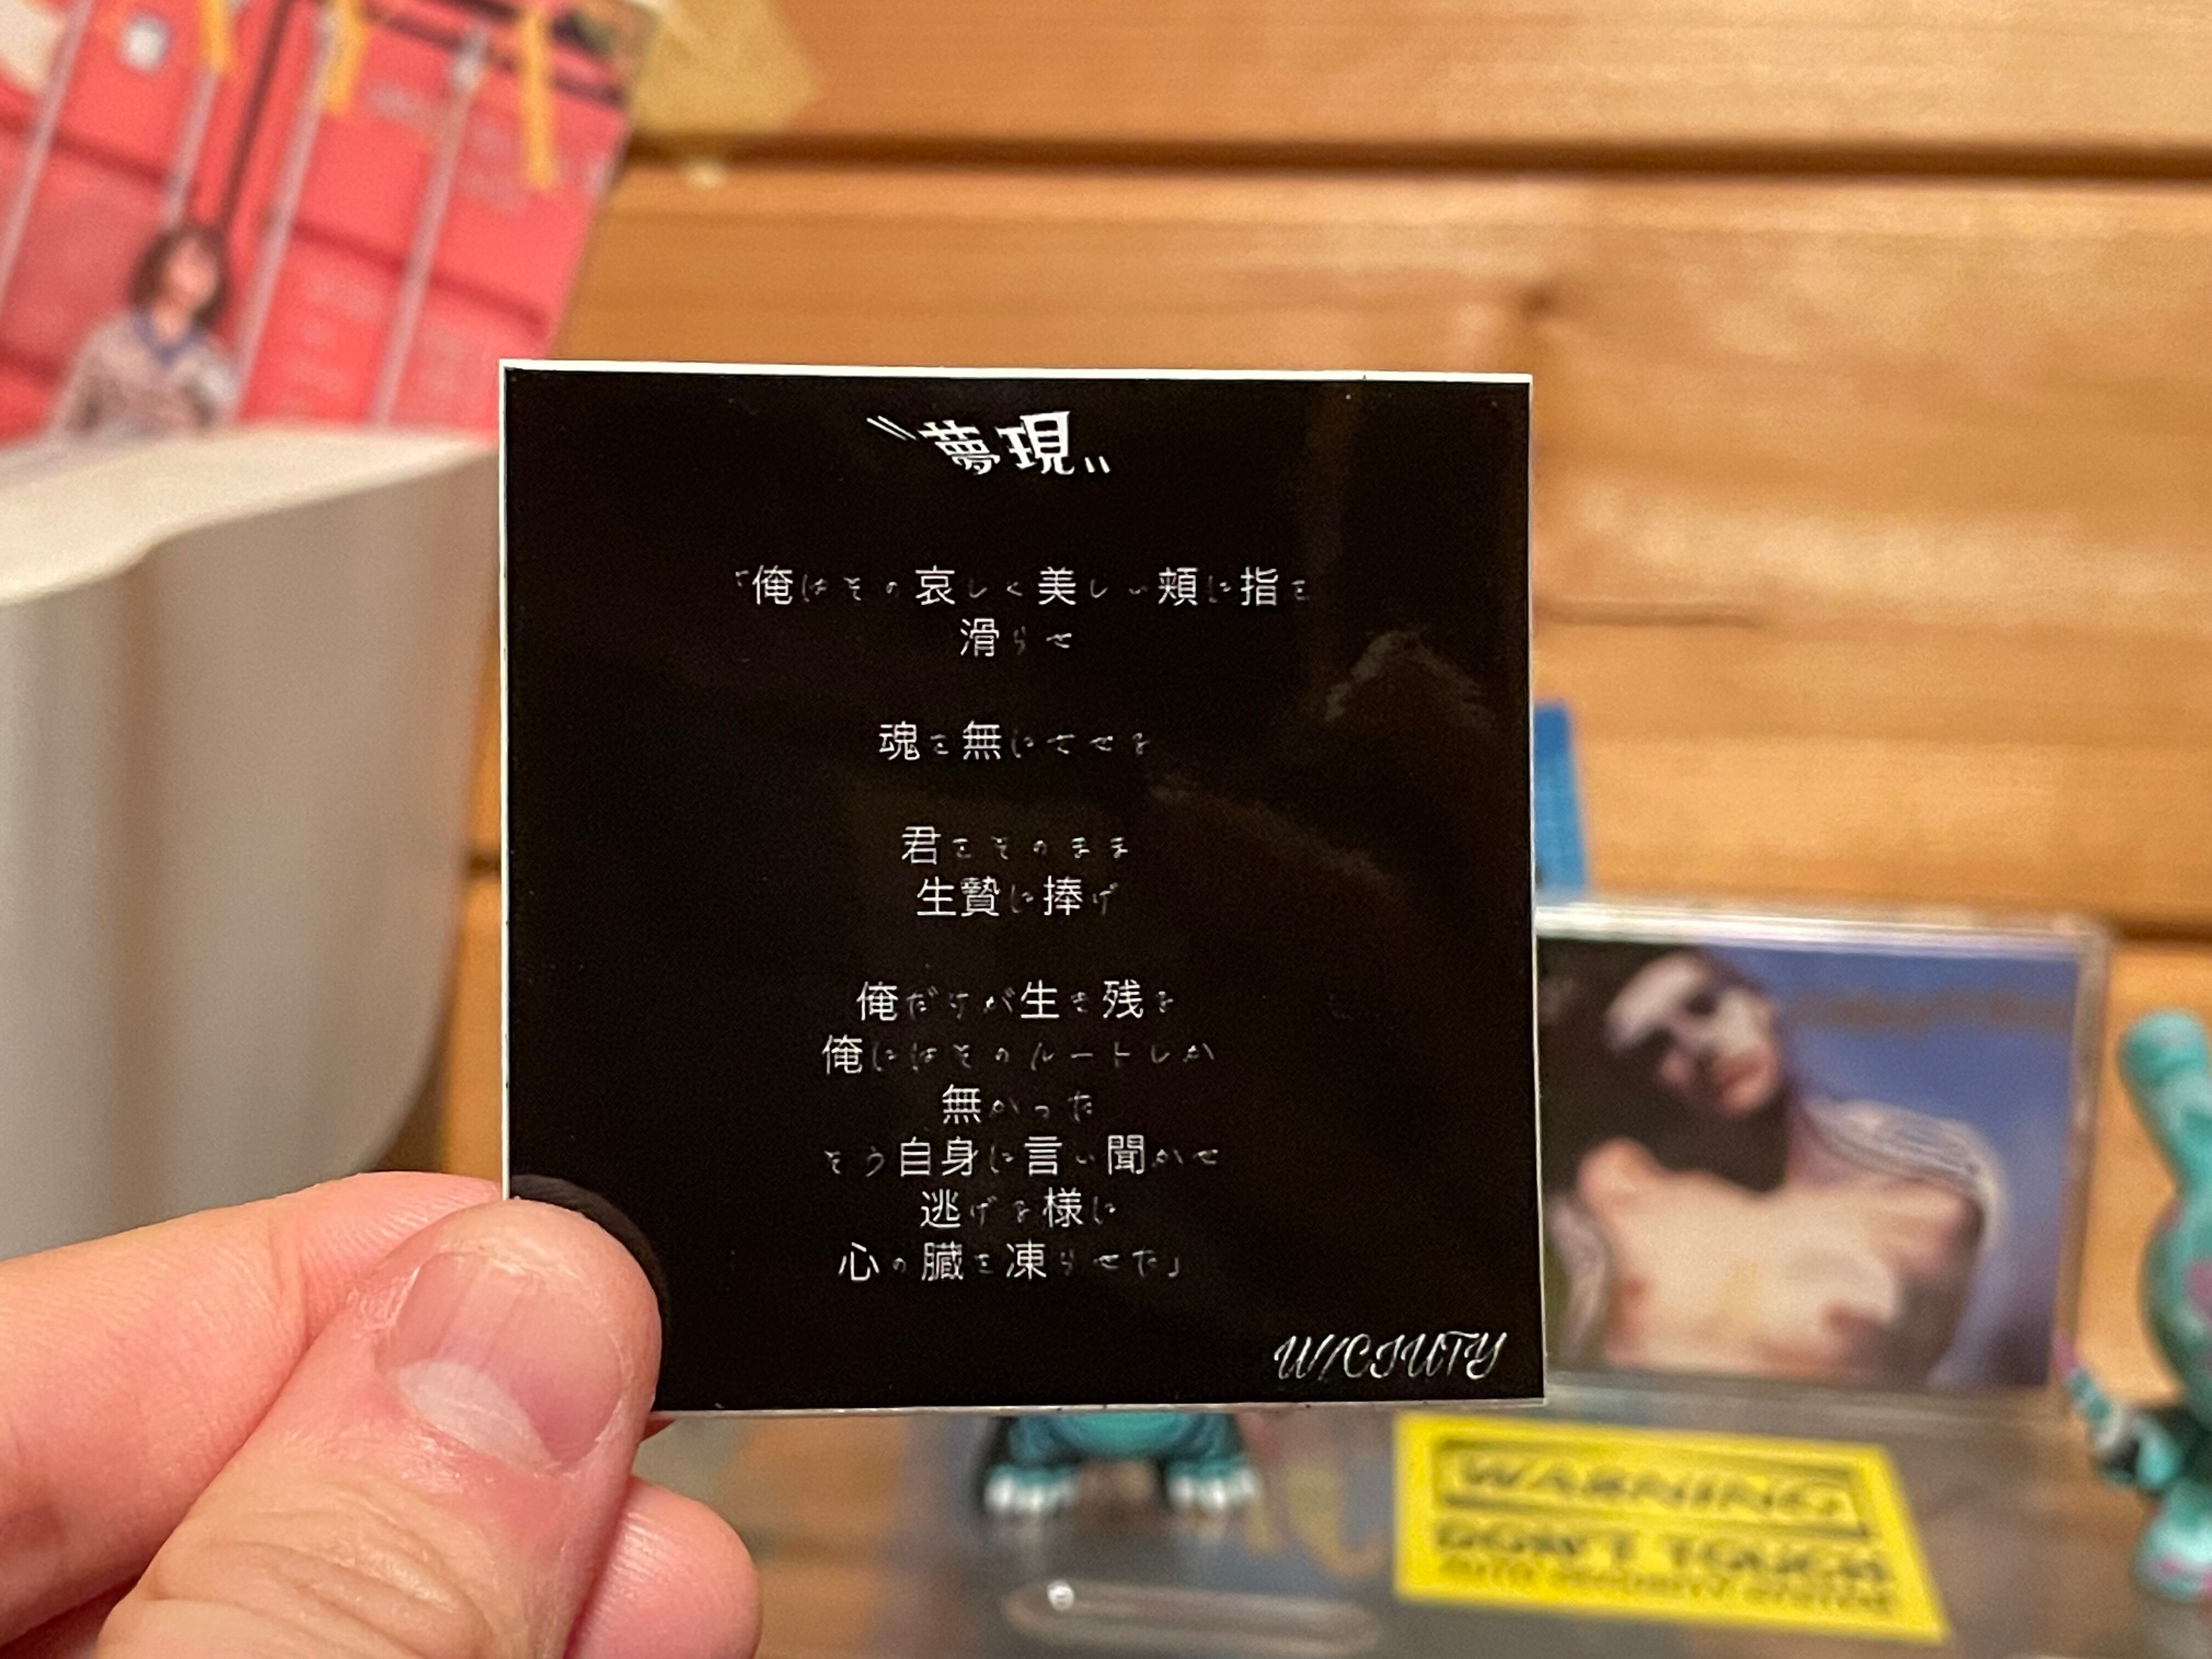 〝夢現〟
「俺はその哀しく美しい頬に指を
滑らせ
魂を無にさせる
君をそのまま
生贄に捧げ
俺だけが生き残る
俺にはそのルートしか
無かった
そう自身に言い聞かせ
逃げる様に
心の臓を凍らせた」
W/CIUTY
WARNING
DON'T TOUCH